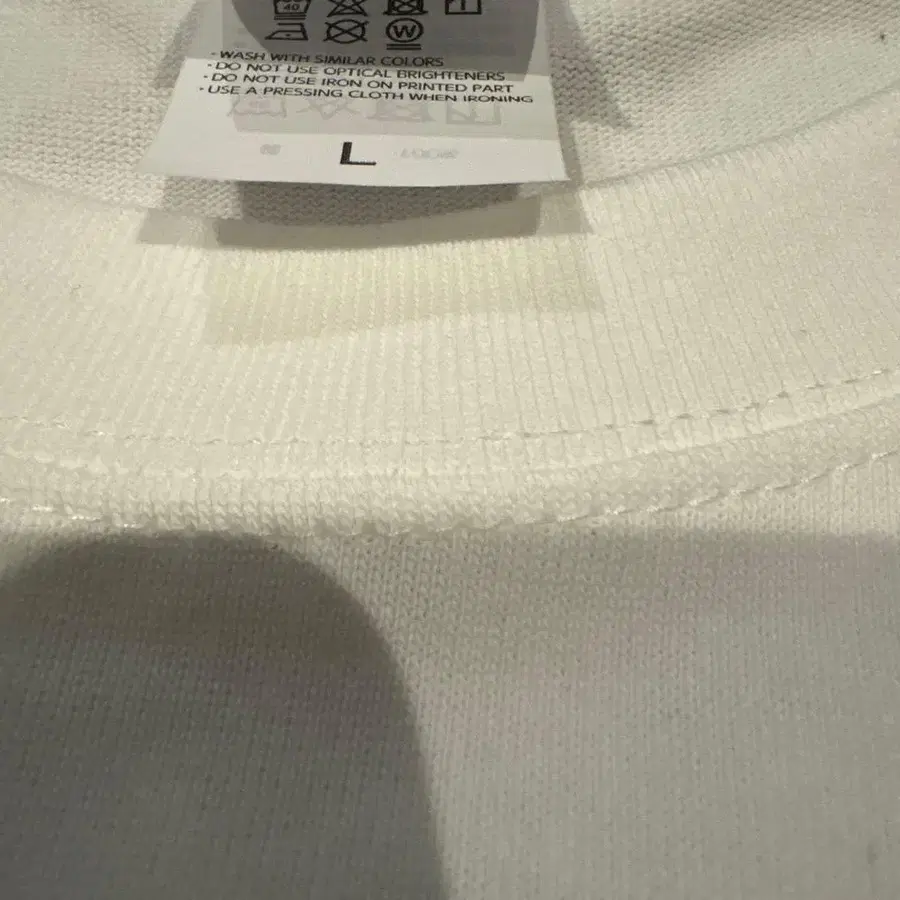 40
W
· WASH WITH SIMILAR COLORS
· DO NOT USE OPTICAL BRIGHTENERS
· DO NOT USE IRON ON PRINTED PART
· USE A PRESSING CLOTH WHEN IRONING
L